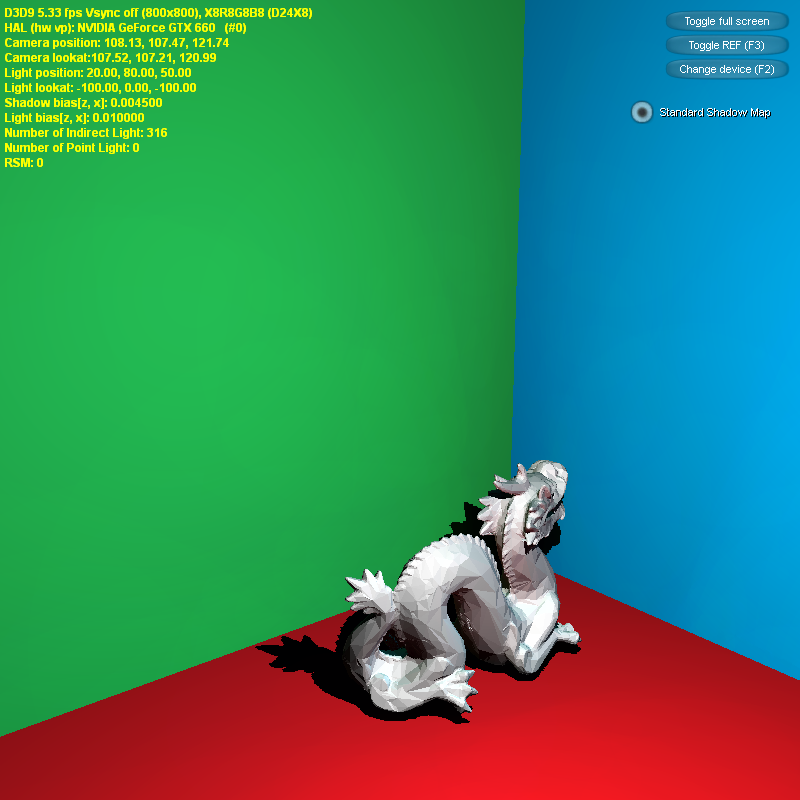 D3D9 5.33 fps Vsync off (800x800), X8R8G8B8 (D24X8)
HAL (hw vp): NVIDIA GeForce GTX 660 (#0)
Camera position: 108.13, 107.47, 121.74
Camera lookat:107.52, 107.21, 120.99
Light position: 20.00, 80.00, 50.00
Light lookat: -100.00, 0.00, -100.00
Shadow bias[z, x]: 0.004500
Light bias[z, x]: 0.010000
Number of Indirect Light: 316
Number of Point Light: 0
RSM: 0
Toggle full screen
Toggle REF (F3)
Change device (F2)
Standard Shadow Map